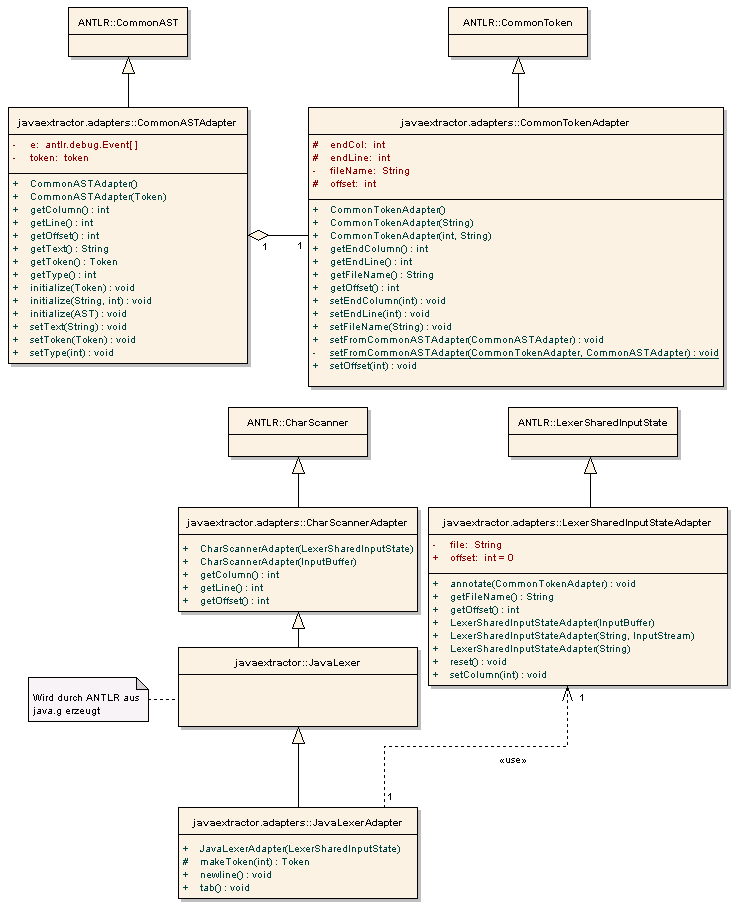 ANTLR::CommonAST
ANTLR::CommonToken
javaextractor.adapters::CommonASTAdapter
- e: antlr.debug.Event[ ]
- token: token
+ CommonASTAdapter()
+ CommonASTAdapter(Token)
+ getColumn() : int
+ getLine() : int
+ getOffset() : int
+ getText() : String
+ getToken() : Token
+ getType() : int
+ initialize(Token) : void
+ initialize(String, int) : void
+ initialize(AST) : void
+ setText(String) : void
+ setToken(Token) : void
+ setType(int) : void
1
1
javaextractor.adapters::CommonTokenAdapter
# endCol: int
# endLine: int
- fileName: String
# offset: int
+ CommonTokenAdapter()
+ CommonTokenAdapter(String)
+ CommonTokenAdapter(int, String)
+ getEndColumn() : int
+ getEndLine() : int
+ getFileName() : String
+ getOffset() : int
+ setEndColumn(int) : void
+ setEndLine(int) : void
+ setFileName(String) : void
+ setFromCommonASTAdapter(CommonASTAdapter) : void
- setFromCommonASTAdapter(CommonTokenAdapter, CommonASTAdapter) : void
+ setOffset(int) : void
ANTLR::CharScanner
ANTLR::LexerSharedInputState
javaextractor.adapters::CharScannerAdapter
+ CharScannerAdapter(LexerSharedInputState)
+ CharScannerAdapter(InputBuffer)
+ getColumn() : int
+ getLine() : int
+ getOffset() : int
javaextractor.adapters::LexerSharedInputStateAdapter
- file: String
+ offset: int = 0
+ annotate(CommonTokenAdapter) : void
+ getFileName() : String
+ getOffset() : int
+ LexerSharedInputStateAdapter(InputBuffer)
+ LexerSharedInputStateAdapter(String, InputStream)
+ LexerSharedInputStateAdapter(String)
+ reset() : void
+ setColumn(int) : void
javaextractor::JavaLexer
Wird durch ANTLR aus
java.g erzeugt
1
«use»
1
javaextractor.adapters::JavaLexerAdapter
+ JavaLexerAdapter(LexerSharedInputState)
# makeToken(int) : Token
+ newline() : void
+ tab() : void